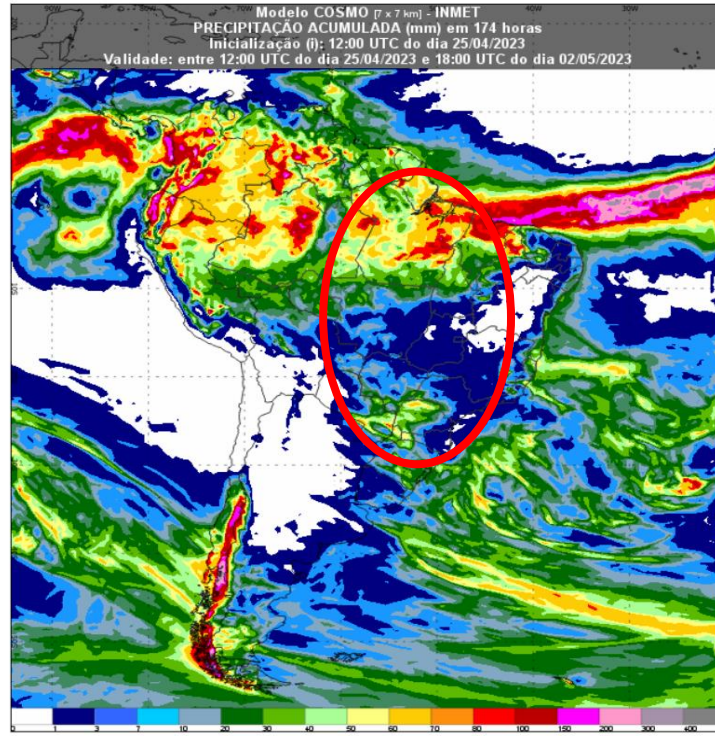 Modelo COSMO [7 x 7 km] - INMET
PRECIPITAÇÃO ACUMULADA (mm) em 174 horas
Inicialização (i): 12:00 UTC do dia 25/04/2023
Validade: entre 12:00 UTC do dia 25/04/2023 e 18:00 UTC do dia 02/05/2023
0 1 3 7 10 20 30 40 50 60 70 80 100 150 200 300 400